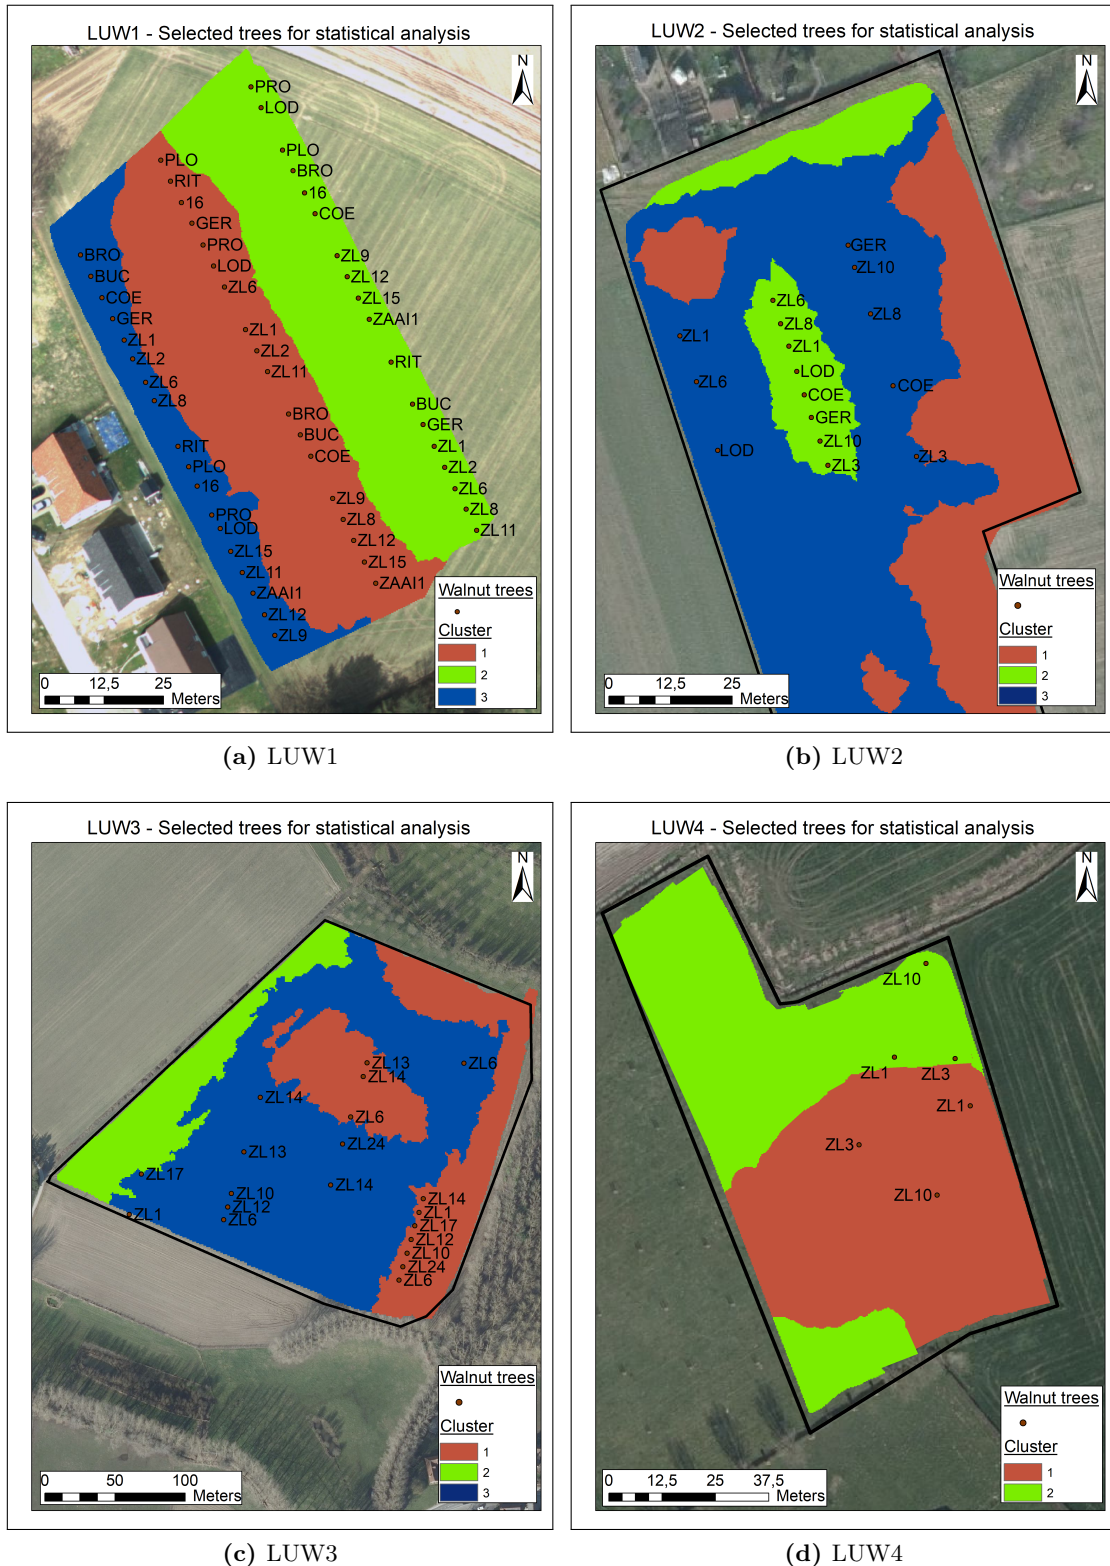 LUW1 - Selected trees for statistical analysis
N
PRO
LOD
PLO
BRO
16
COE
ZL9
ZL12
ZL15
ZAAI1
RIT
BUC
GER
ZL1
ZL2
ZL6
ZL8
ZL11
PLO
RIT
16
GER
PRO
LOD
ZL6
ZL1
ZL2
ZL11
BRO
BUC
COE
ZL9
ZL8
ZL12
ZL15
ZAAI1
BRO
BUC
COE
GER
ZL1
ZL2
ZL6
ZL8
RIT
PLO
16
PRO
LOD
ZL15
ZL11
ZAAI1
ZL12
ZL9
0 12,5 25
Meters
Walnut trees
Cluster
1
2
3
(a) LUW1
LUW2 - Selected trees for statistical analysis
N
GER
ZL10
ZL8
COE
ZL3
ZL6
ZL8
ZL1
LOD
COE
GER
ZL10
ZL3
ZL1
ZL6
LOD
0 12,5 25
Meters
Walnut trees
Cluster
1
2
3
(b) LUW2
LUW3 - Selected trees for statistical analysis
N
ZL13
ZL14
ZL6
ZL6
ZL24
ZL14
ZL14
ZL13
ZL17
ZL10
ZL12
ZL6
ZL1
ZL14
ZL1
ZL17
ZL12
ZL10
ZL24
ZL6
0 50 100
Meters
Walnut trees
Cluster
1
2
3
(c) LUW3
LUW4 - Selected trees for statistical analysis
N
ZL10
ZL1
ZL3
ZL1
ZL3
ZL10
0 12,5 25 37,5
Meters
Walnut trees
Cluster
1
2
(d) LUW4